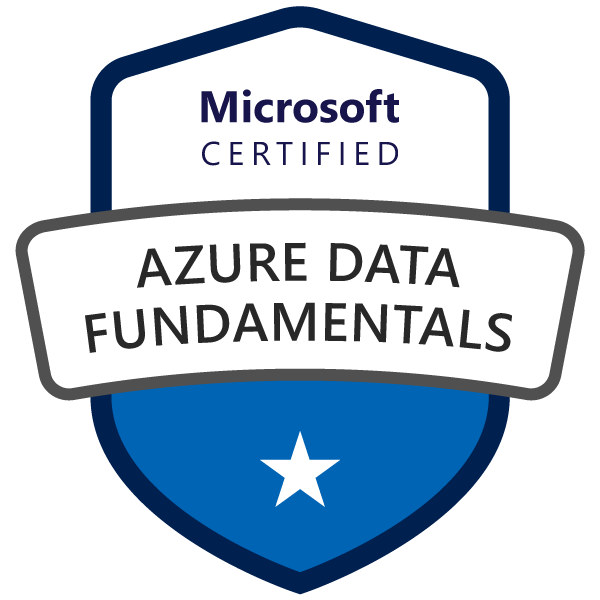 Microsoft
CERTIFIED
AZURE DATA
FUNDAMENTALS